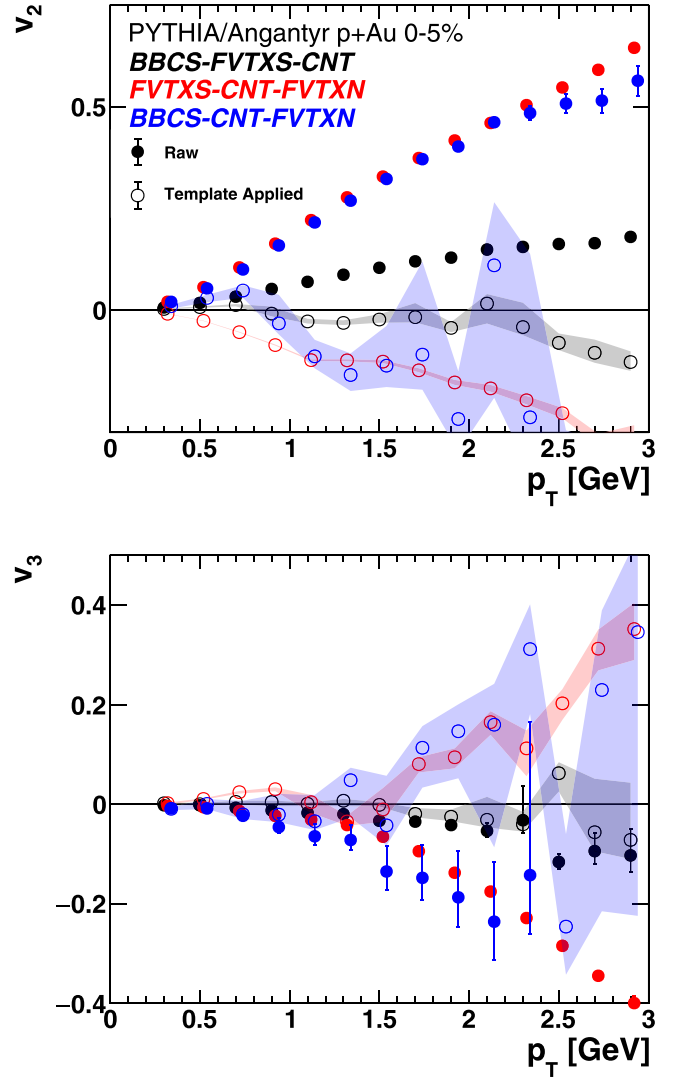 v2
PYTHIA/Angantyr p+Au 0-5%
BBCS-FVTXS-CNT
FVTXS-CNT-FVTXN
BBCS-CNT-FVTXN
Raw
Template Applied
0.5
0
0 0.5 1 1.5 2 2.5 3
pT [GeV]
v3
0.4
0.2
0
−0.2
−0.4
0 0.5 1 1.5 2 2.5 3
pT [GeV]